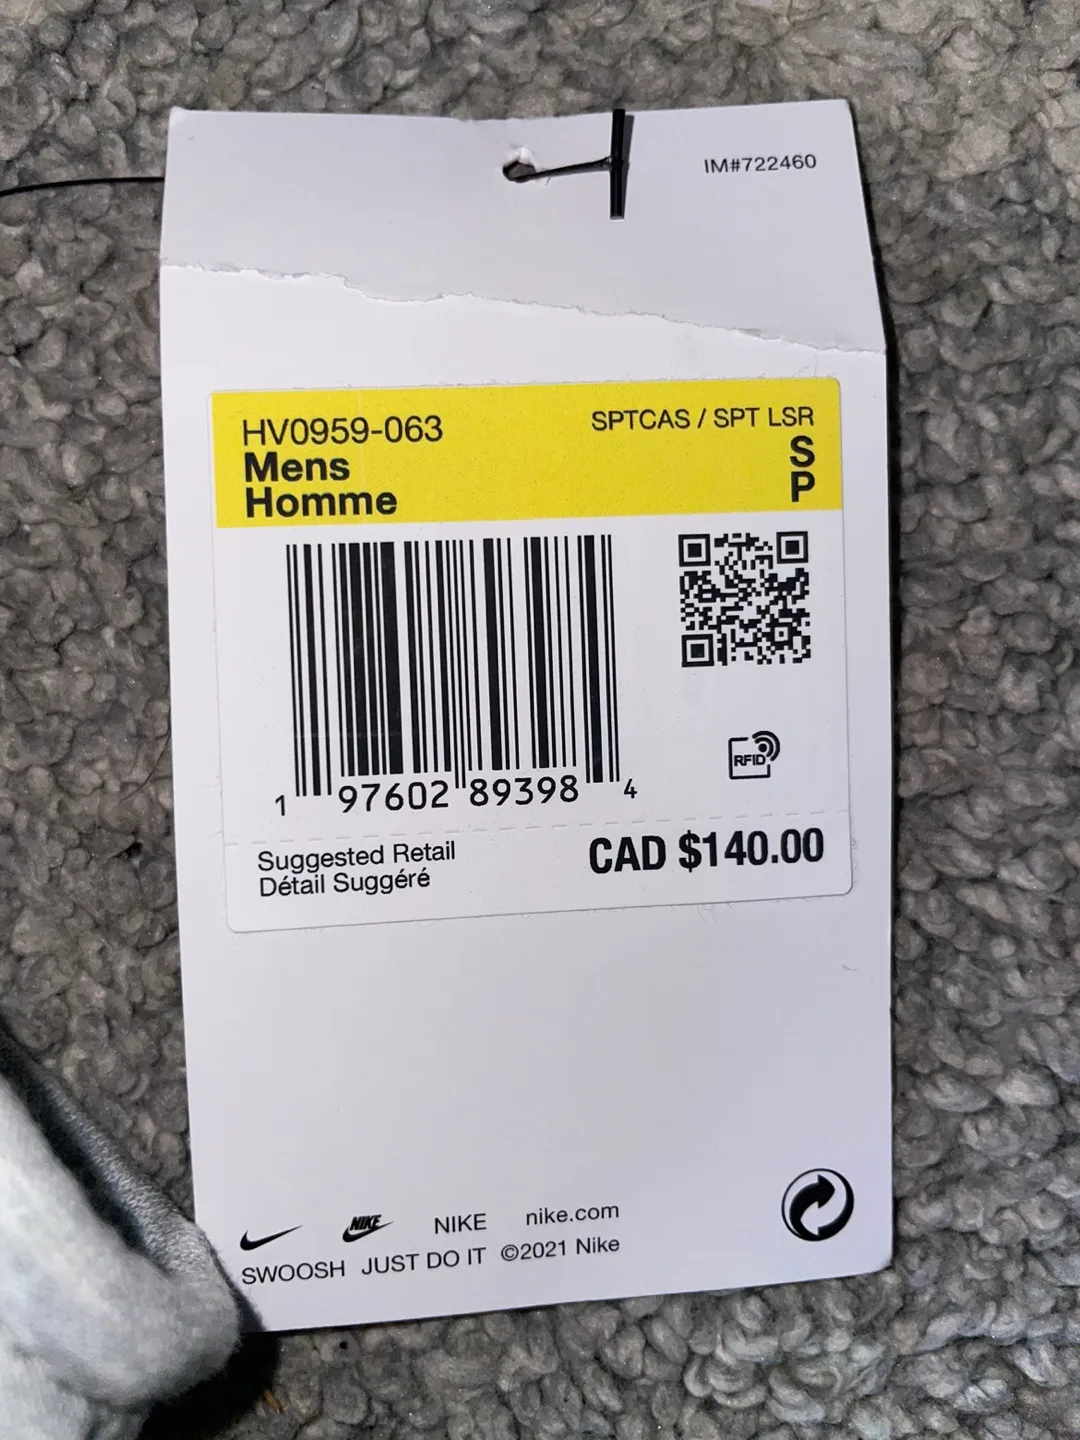 IM#722460
HV0959-063 SPTCAS / SPT LSR
Mens S
Homme P
RFID
1 97602 89398 4
Suggested Retail CAD $140.00
Détail Suggéré
NIKE NIKE nike.com
SWOOSH JUST DO IT ©2021 Nike